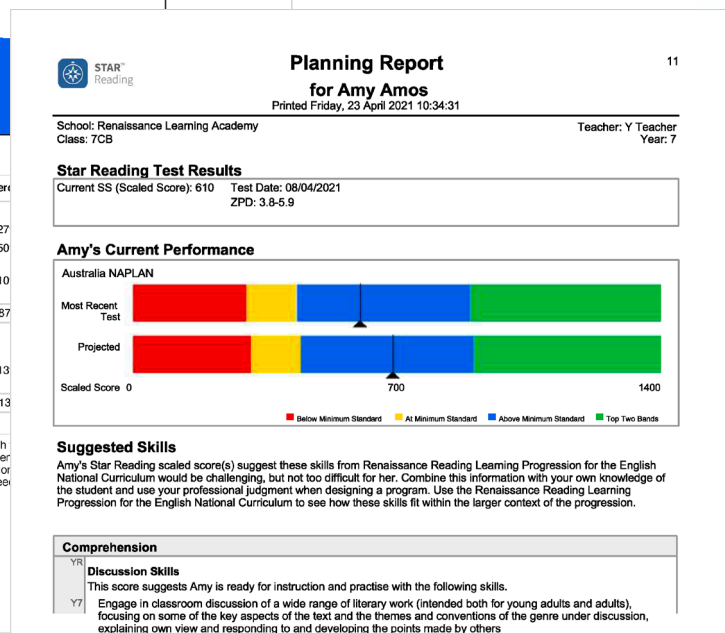 STAR™
Reading
Planning Report
for Amy Amos
Printed Friday, 23 April 2021 10:34:31
11
School: Renaissance Learning Academy
Class: 7CB
Teacher: Y Teacher
Year: 7
Star Reading Test Results
Current SS (Scaled Score): 610 Test Date: 08/04/2021
ZPD: 3.8-5.9
Amy's Current Performance
Australia NAPLAN
Most Recent
Test
Projected
Scaled Score 0 700 1400
Below Minimum Standard At Minimum Standard Above Minimum Standard Top Two Bands
Suggested Skills
Amy's Star Reading scaled score(s) suggest these skills from Renaissance Reading Learning Progression for the English
National Curriculum would be challenging, but not too difficult for her. Combine this information with your own knowledge of
the student and use your professional judgment when designing a program. Use the Renaissance Reading Learning
Progression for the English National Curriculum to see how these skills fit within the larger context of the progression.
Comprehension
YR
Discussion Skills
This score suggests Amy is ready for instruction and practise with the following skills.
Y7 Engage in classroom discussion of a wide range of literary work (intended both for young adults and adults),
focusing on some of the key aspects of the text and the themes and conventions of the genre under discussion,
explaining own view and responding to and developing the points made by others